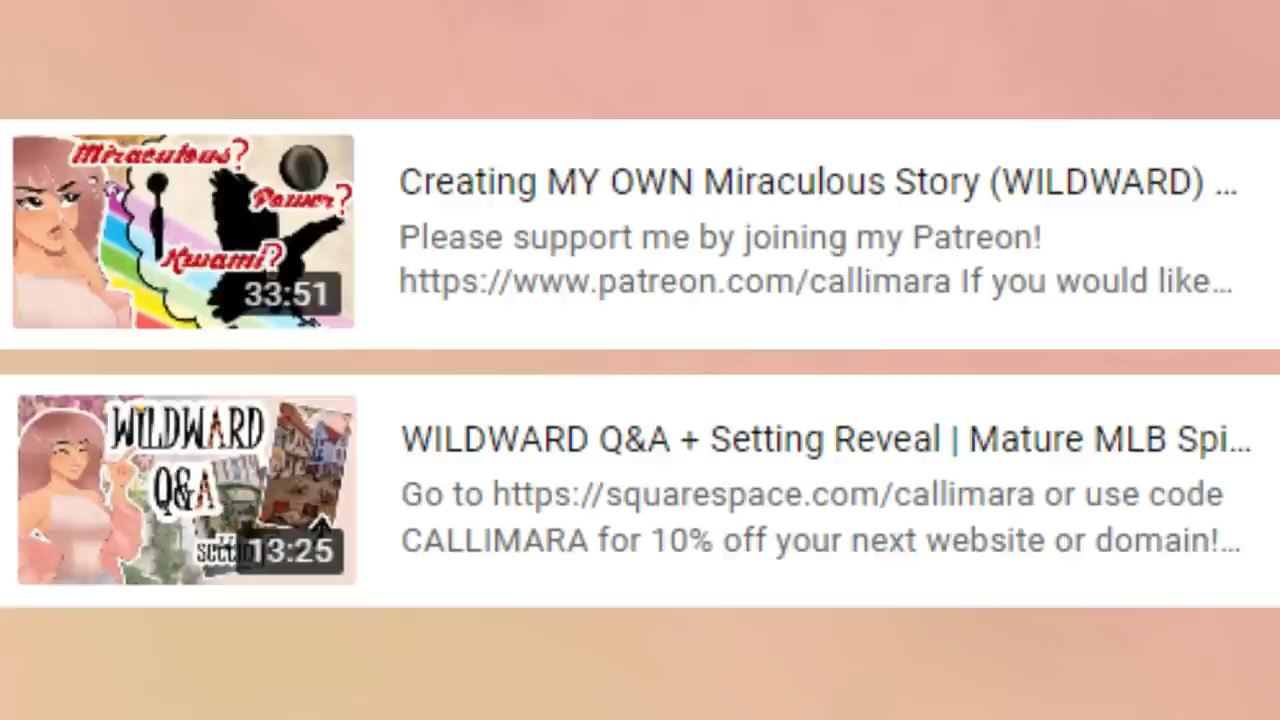 Miraculous?
Power?
Kwami?
33:51
Creating MY OWN Miraculous Story (WILDWARD) ...
Please support me by joining my Patreon!
https://www.patreon.com/callimara If you would like...
WILDWARD
Q&A
13:25
WILDWARD Q&A + Setting Reveal | Mature MLB Spi...
Go to https://squarespace.com/callimara or use code
CALLIMARA for 10% off your next website or domain!...